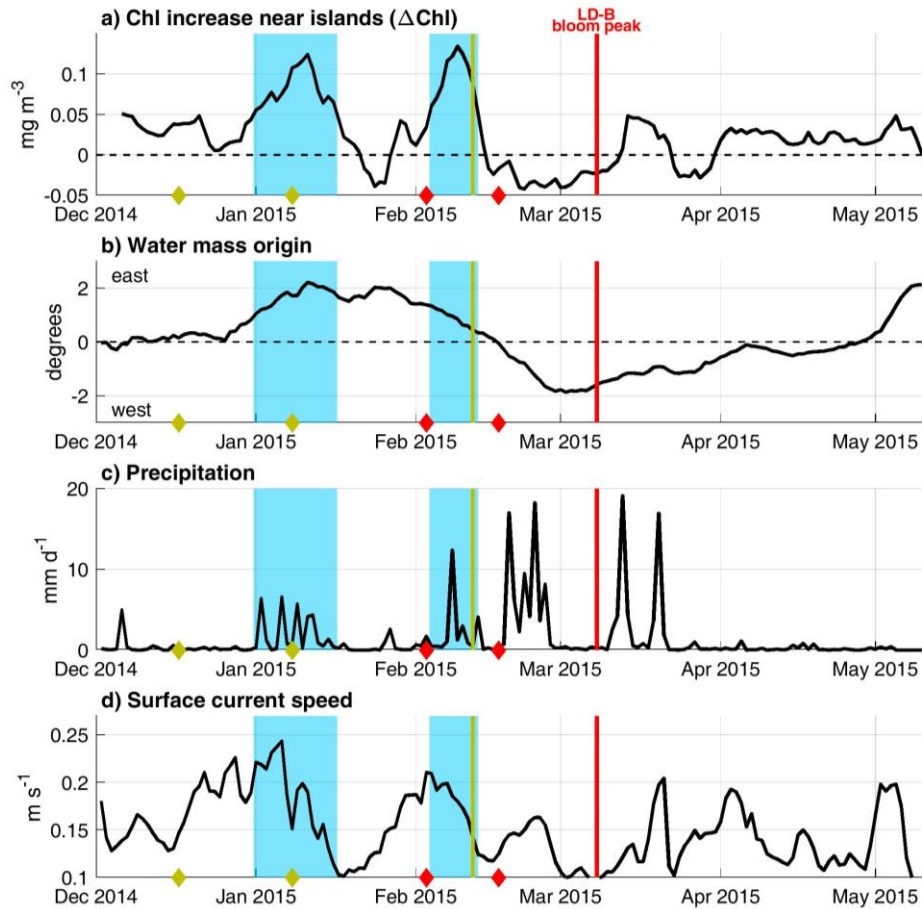 a) Chl increase near islands (ΔChl)
LD-B
bloom peak
mg m⁻³
0.1
0.05
0
-0.05
Dec 2014 Jan 2015 Feb 2015 Mar 2015 Apr 2015 May 2015
b) Water mass origin
degrees
east
2
0
-2
west
Dec 2014 Jan 2015 Feb 2015 Mar 2015 Apr 2015 May 2015
c) Precipitation
mm d⁻¹
20
10
0
Dec 2014 Jan 2015 Feb 2015 Mar 2015 Apr 2015 May 2015
d) Surface current speed
m s⁻¹
0.25
0.2
0.15
0.1
Dec 2014 Jan 2015 Feb 2015 Mar 2015 Apr 2015 May 2015